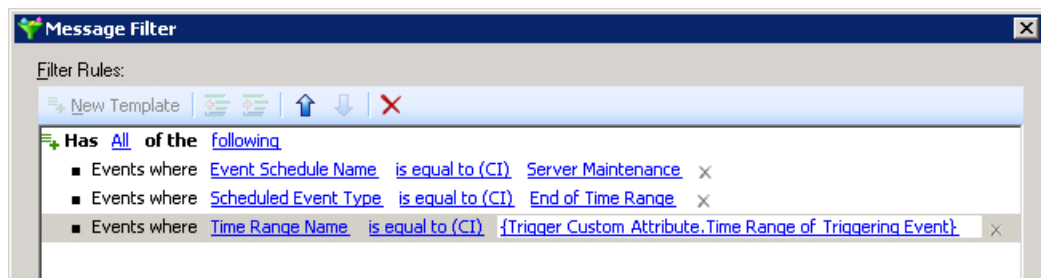 Message Filter
Filter Rules:
New Template
Has All of the following
Events where Event Schedule Name is equal to (CI) Server Maintenance
Events where Scheduled Event Type is equal to (CI) End of Time Range
Events where Time Range Name is equal to (CI) {Trigger Custom Attribute.Time Range of Triggering Event}